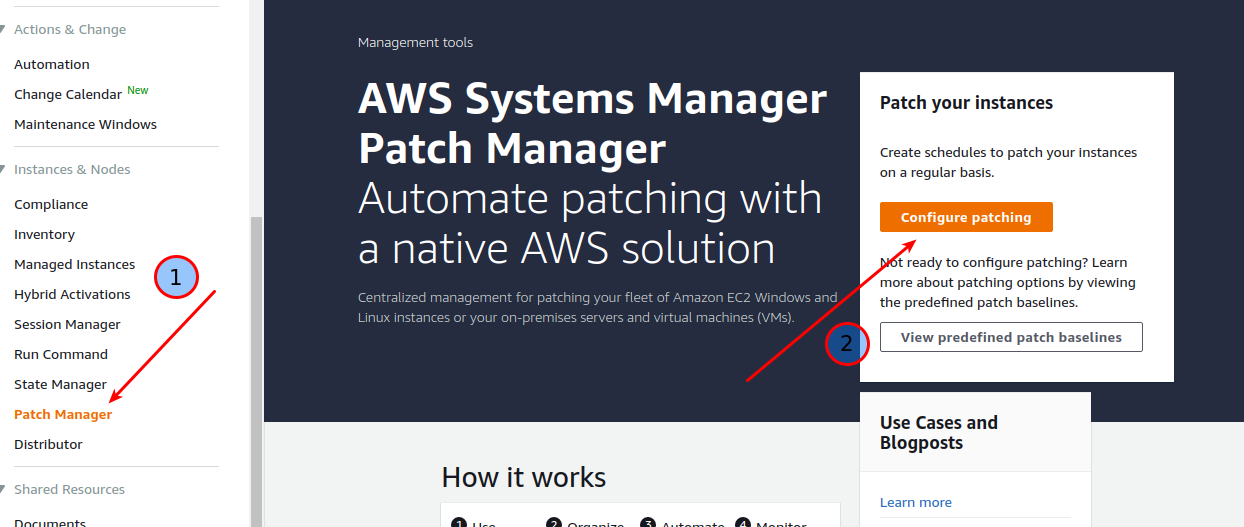 Actions & Change
Automation
Change Calendar New
Maintenance Windows
Instances & Nodes
Compliance
Inventory
Managed Instances
1
Hybrid Activations
Session Manager
Run Command
State Manager
Patch Manager
Distributor
Shared Resources
Documents
Management tools
AWS Systems Manager
Patch Manager
Automate patching with
a native AWS solution
Centralized management for patching your fleet of Amazon EC2 Windows and
Linux instances or your on-premises servers and virtual machines (VMs).
Patch your instances
Create schedules to patch your instances
on a regular basis.
Configure patching
Not ready to configure patching? Learn
more about patching options by viewing
the predefined patch baselines.
2
View predefined patch baselines
Use Cases and
Blogposts
Learn more
How it works
1 Use
2 Organize
3 Automate
4 Monitor